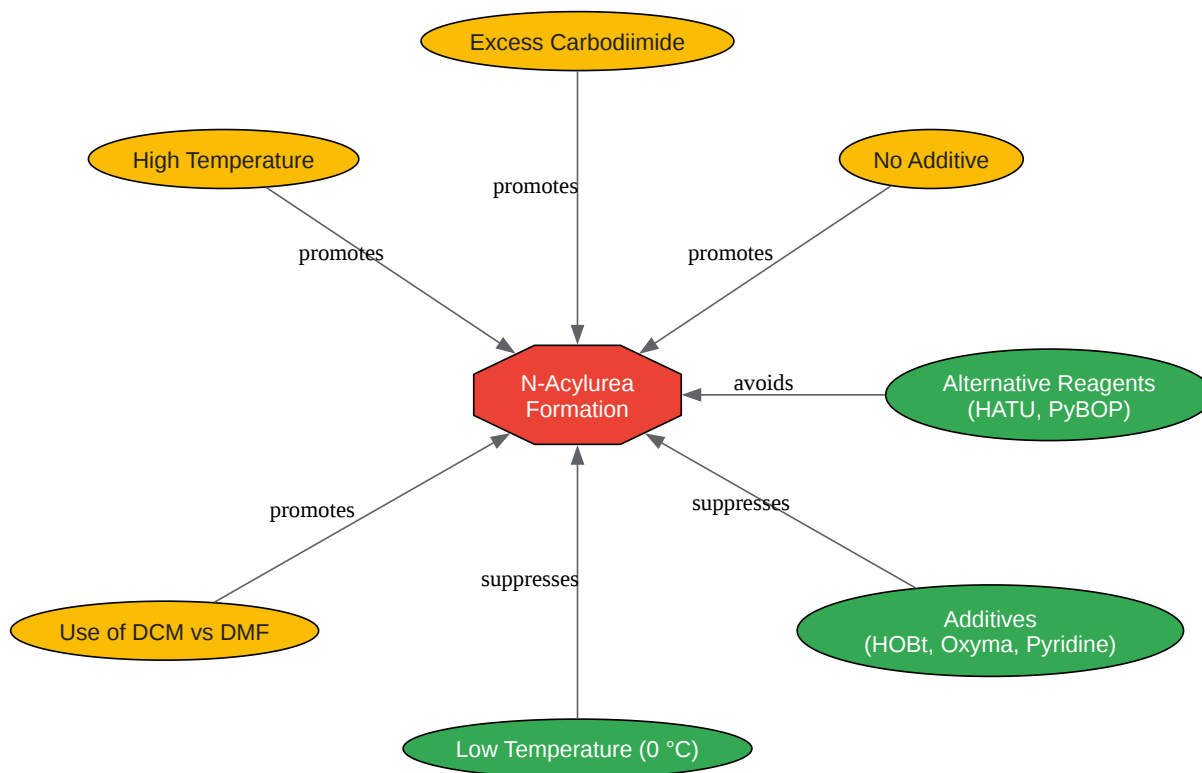 Excess Carbodiimide
High Temperature
No Additive
promotes
promotes
promotes
N-Acylurea
Formation
avoids
Alternative Reagents
(HATU, PyBOP)
promotes
suppresses
suppresses
Use of DCM vs DMF
Additives
(HOBt, Oxyma, Pyridine)
Low Temperature (0 °C)